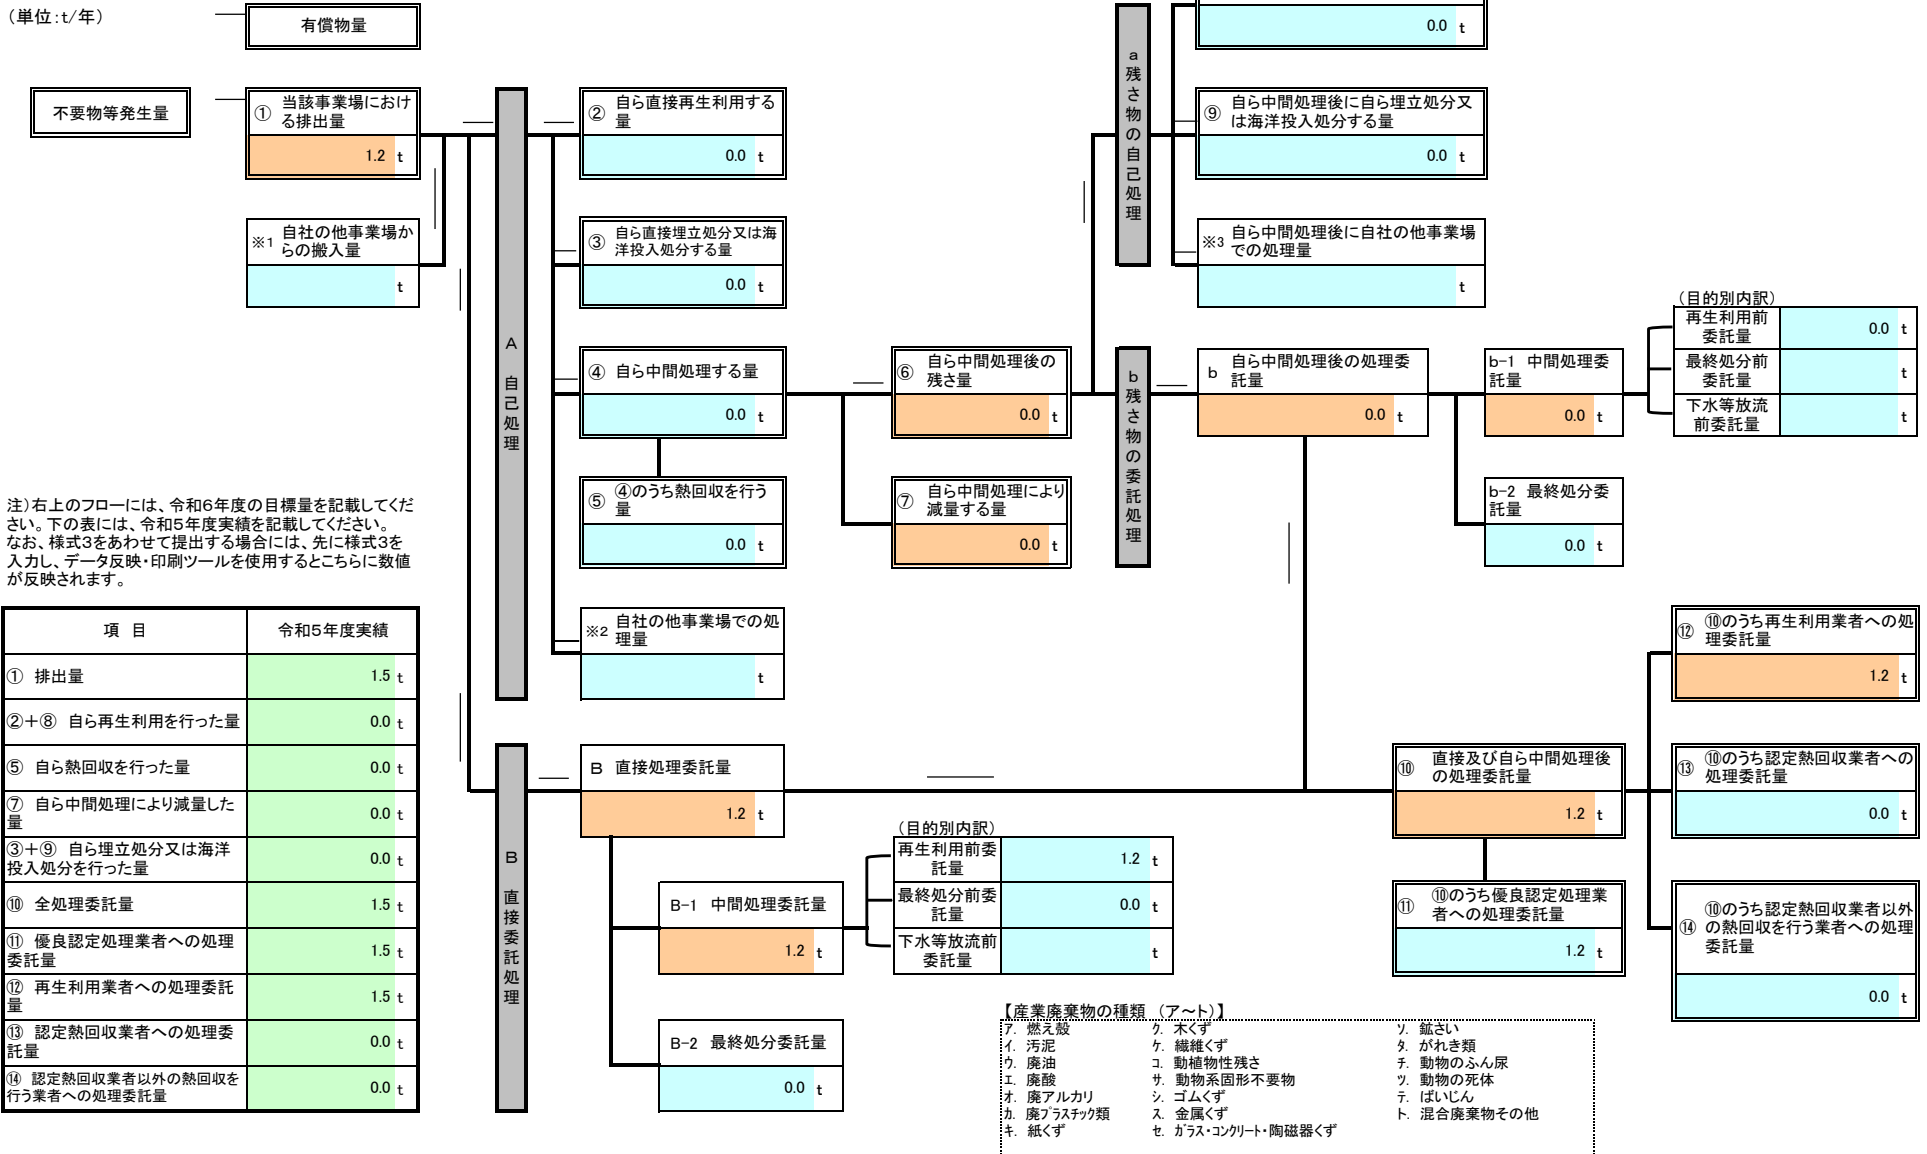 (単位:t/年)
有償物量
不要物等発生量
① 当該事業場におけ
る排出量
1.2 t
※1 自社の他事業場か
らの搬入量
t
A 自己処理
② 自ら直接再生利用する
量
0.0 t
③ 自ら直接埋立処分又は海
洋投入処分する量
0.0 t
④ 自ら中間処理する量
0.0 t
⑤ ④のうち熱回収を行う
量
0.0 t
※2 自社の他事業場での処
理量
t
⑥ 自ら中間処理後の
残さ量
0.0 t
⑦ 自ら中間処理により
減量する量
0.0 t
a 残さ物の自己処理
0.0 t
⑨ 自ら中間処理後に自ら埋立処分又
は海洋投入処分する量
0.0 t
※3 自ら中間処理後に自社の他事業場
での処理量
t
b 残さ物の委託処理
b 自ら中間処理後の処理委
託量
0.0 t
b-1 中間処理委
託量
0.0 t
b-2 最終処分委
託量
0.0 t
(目的別内訳)
再生利用前
委託量
0.0 t
最終処分前
委託量
t
下水等放流
前委託量
t
注)右上のフローには、令和6年度の目標量を記載してくだ
さい。下の表には、令和5年度実績を記載してください。
なお、様式3をあわせて提出する場合には、先に様式3を
入力し、データ反映・印刷ツールを使用するとこちらに数値
が反映されます。
項 目 令和5年度実績
① 排出量 1.5 t
②+⑧ 自ら再生利用を行った量 0.0 t
⑤ 自ら熱回収を行った量 0.0 t
⑦ 自ら中間処理により減量した
量 0.0 t
③+⑨ 自ら埋立処分又は海洋
投入処分を行った量 0.0 t
⑩ 全処理委託量 1.5 t
⑪ 優良認定処理業者への処理
委託量 1.5 t
⑫ 再生利用業者への処理委託
量 1.5 t
⑬ 認定熱回収業者への処理委
託量 0.0 t
⑭ 認定熱回収業者以外の熱回収を
行う業者への処理委託量 0.0 t
B 直接委託処理
B 直接処理委託量
1.2 t
B-1 中間処理委託量
1.2 t
B-2 最終処分委託量
0.0 t
(目的別内訳)
再生利用前委
託量
1.2 t
最終処分前委
託量
0.0 t
下水等放流前
委託量
t
⑩ 直接及び自ら中間処理後
の処理委託量
1.2 t
⑪ ⑩のうち優良認定処理業
者への処理委託量
1.2 t
⑫ ⑩のうち再生利用業者への処
理委託量
1.2 t
⑬ ⑩のうち認定熱回収業者への
処理委託量
0.0 t
⑭ ⑩のうち認定熱回収業者以外
の熱回収を行う業者への処理
委託量
0.0 t
【産業廃棄物の種類 (ア~ト)】
ア. 燃え殻
イ. 汚泥
ウ. 廃油
エ. 廃酸
オ. 廃アルカリ
カ. 廃プラスチック類
キ. 紙くず
ク. 木くず
ケ. 繊維くず
コ. 動植物性残さ
サ. 動物系固形不要物
シ. ゴムくず
ス. 金属くず
セ. ガラス・コンクリート・陶磁器くず
ソ. 鉱さい
タ. がれき類
チ. 動物のふん尿
ツ. 動物の死体
テ. ばいじん
ト. 混合廃棄物その他